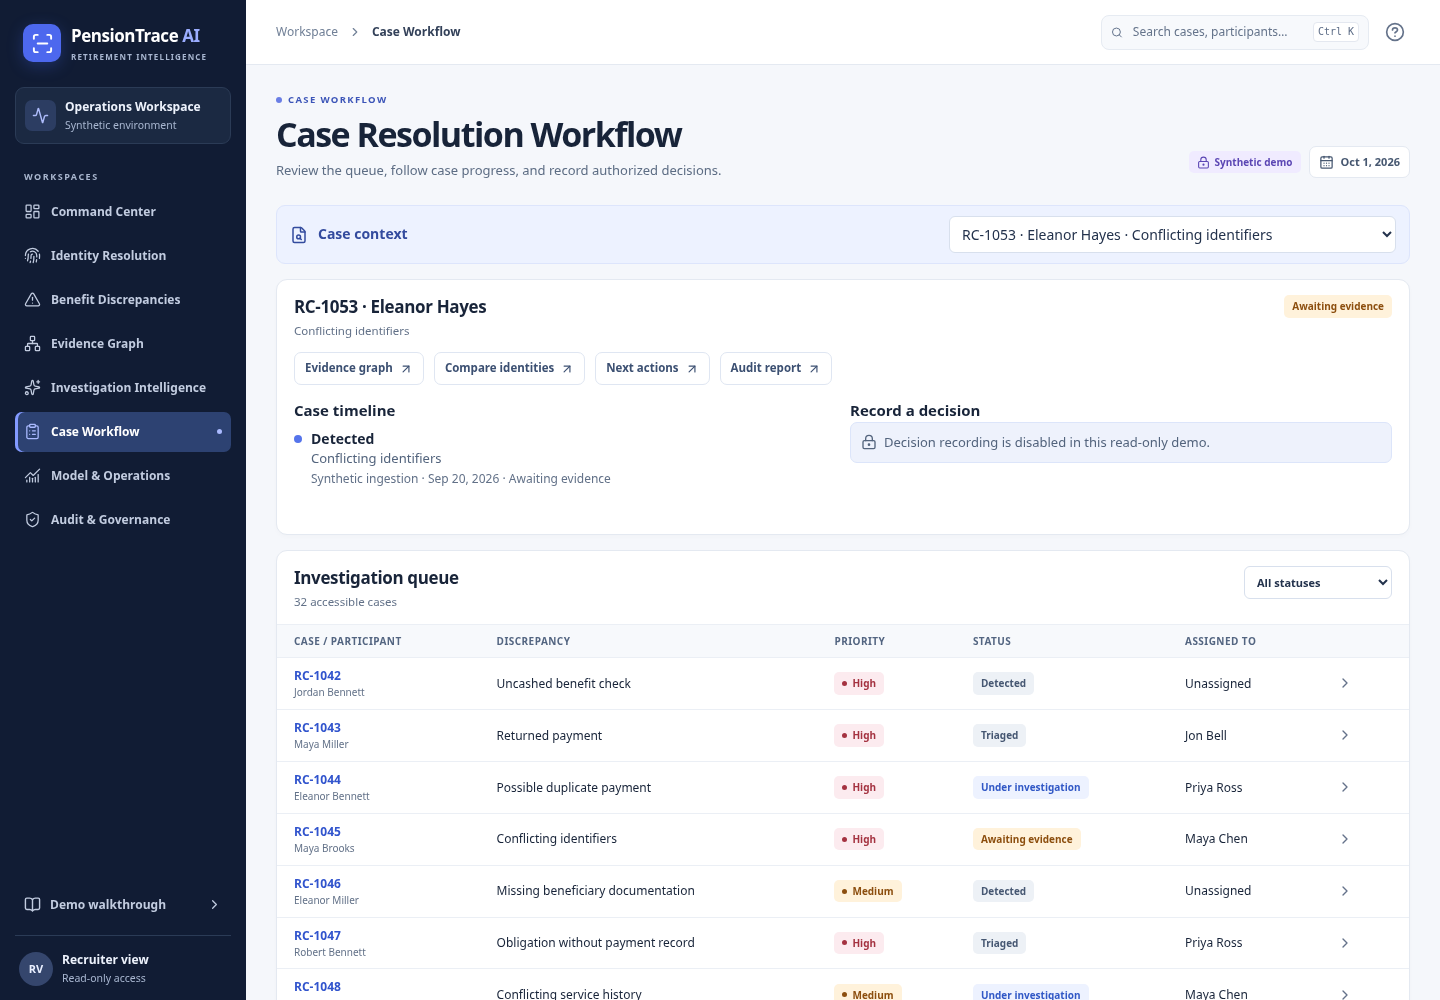 PensionTrace AI
RETIREMENT INTELLIGENCE
Operations Workspace
Synthetic environment
WORKSPACES
Command Center
Identity Resolution
Benefit Discrepancies
Evidence Graph
Investigation Intelligence
Case Workflow
Model & Operations
Audit & Governance
Demo walkthrough
RV
Recruiter view
Read-only access
Workspace
Case Workflow
Search cases, participants...
Ctrl K
CASE WORKFLOW
Case Resolution Workflow
Review the queue, follow case progress, and record authorized decisions.
Synthetic demo
Oct 1, 2026
Case context
RC-1053 · Eleanor Hayes · Conflicting identifiers
RC-1053 · Eleanor Hayes
Conflicting identifiers
Awaiting evidence
Evidence graph
Compare identities
Next actions
Audit report
Case timeline
Detected
Conflicting identifiers
Synthetic ingestion · Sep 20, 2026 · Awaiting evidence
Record a decision
Decision recording is disabled in this read-only demo.
Investigation queue
32 accessible cases
All statuses
CASE / PARTICIPANT DISCREPANCY PRIORITY STATUS ASSIGNED TO
RC-1042
Jordan Bennett
Uncashed benefit check High Detected Unassigned
RC-1043
Maya Miller
Returned payment High Triaged Jon Bell
RC-1044
Eleanor Bennett
Possible duplicate payment High Under investigation Priya Ross
RC-1045
Maya Brooks
Conflicting identifiers High Awaiting evidence Maya Chen
RC-1046
Eleanor Miller
Missing beneficiary documentation Medium Detected Unassigned
RC-1047
Robert Bennett
Obligation without payment record High Triaged Priya Ross
RC-1048
Conflicting service history Medium Under investigation Maya Chen